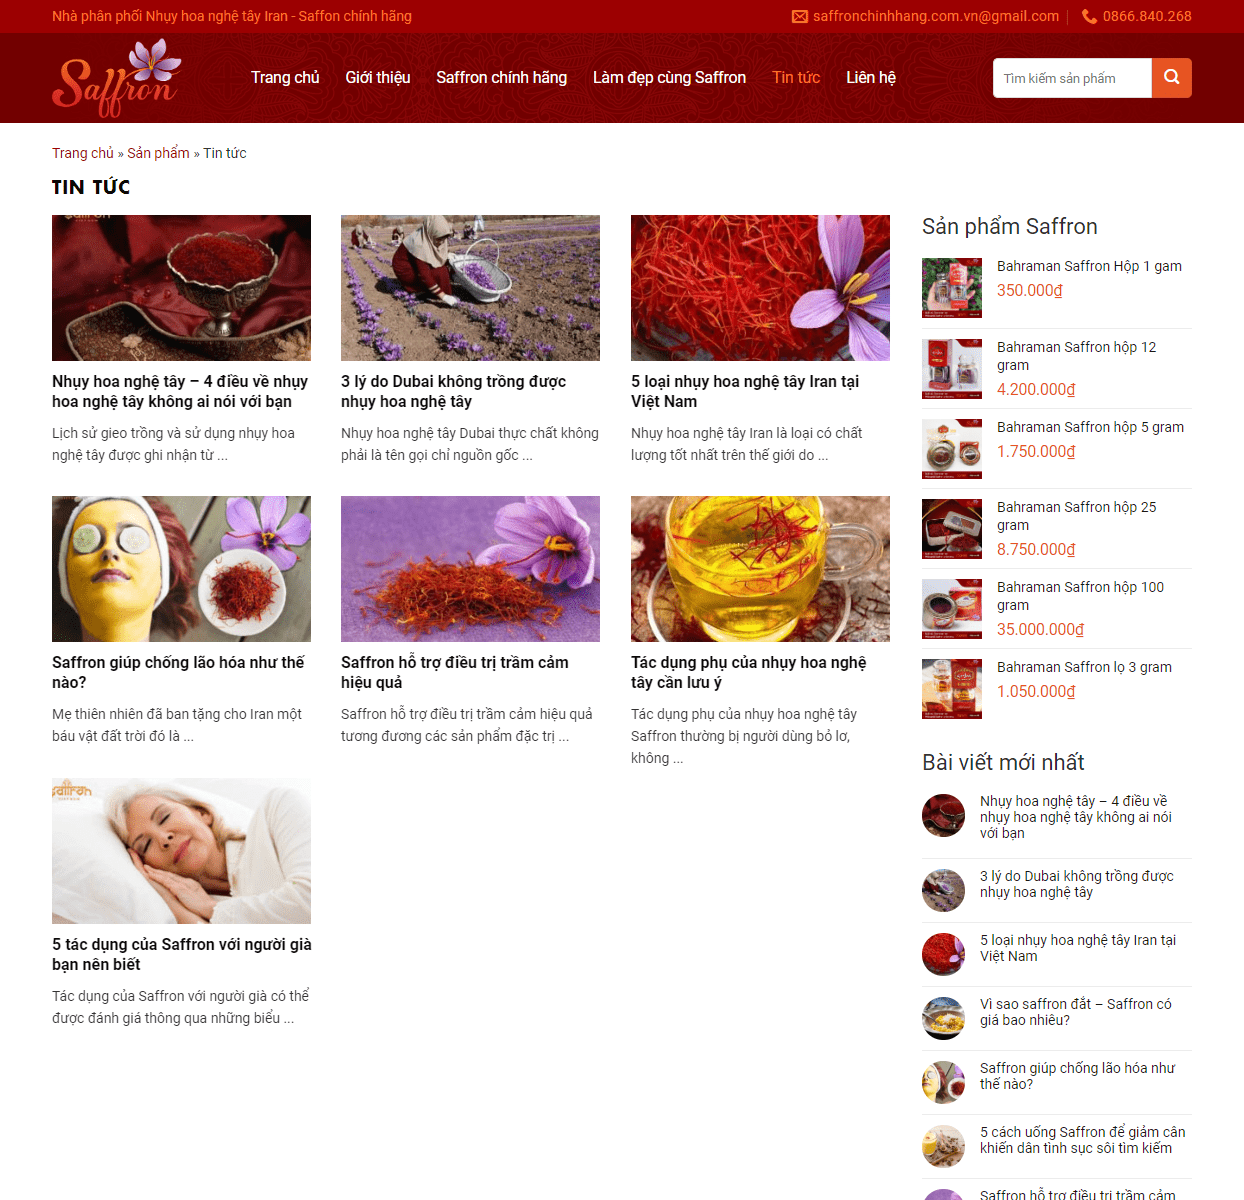 Nhà phân phối Nhụy hoa nghệ tây Iran - Saffon chính hãng
saffronchinhhang.com.vn@gmail.com
0866.840.268
Saffron
Trang chủ
Giới thiệu
Saffron chính hãng
Làm đẹp cùng Saffron
Tin tức
Liên hệ
Tìm kiếm sản phẩm
Trang chủ » Sản phẩm » Tin tức
TIN TỨC
Nhụy hoa nghệ tây – 4 điều về nhụy
hoa nghệ tây không ai nói với bạn
Lịch sử gieo trồng và sử dụng nhụy hoa
nghệ tây được ghi nhận từ ...
3 lý do Dubai không trồng được
nhụy hoa nghệ tây
Nhụy hoa nghệ tây Dubai thực chất không
phải là tên gọi chỉ nguồn gốc ...
5 loại nhụy hoa nghệ tây Iran tại
Việt Nam
Nhụy hoa nghệ tây Iran là loại có chất
lượng tốt nhất trên thế giới do ...
Saffron giúp chống lão hóa như thế
nào?
Mẹ thiên nhiên đã ban tặng cho Iran một
báu vật đất trời đó là ...
Saffron hỗ trợ điều trị trầm cảm
hiệu quả
Saffron hỗ trợ điều trị trầm cảm hiệu quả
tương đương các sản phẩm đặc trị ...
Tác dụng phụ của nhụy hoa nghệ
tây cần lưu ý
Tác dụng phụ của nhụy hoa nghệ tây
Saffron thường bị người dùng bỏ lơ,
không ...
5 tác dụng của Saffron với người già
bạn nên biết
Tác dụng của Saffron với người già có thể
được đánh giá thông qua những biểu ...
Sản phẩm Saffron
Bahraman Saffron Hộp 1 gam
350.000₫
Bahraman Saffron hộp 12
gram
4.200.000₫
Bahraman Saffron hộp 5 gram
1.750.000₫
Bahraman Saffron hộp 25
gram
8.750.000₫
Bahraman Saffron hộp 100
gram
35.000.000₫
Bahraman Saffron lọ 3 gram
1.050.000₫
Bài viết mới nhất
Nhụy hoa nghệ tây – 4 điều về
nhụy hoa nghệ tây không ai nói
với bạn
3 lý do Dubai không trồng được
nhụy hoa nghệ tây
5 loại nhụy hoa nghệ tây Iran tại
Việt Nam
Vì sao saffron đắt – Saffron có
giá bao nhiêu?
Saffron giúp chống lão hóa như
thế nào?
5 cách uống Saffron để giảm cân
khiến dân tình sục sôi tìm kiếm
Saffron hỗ trợ điều trị trầm cảm